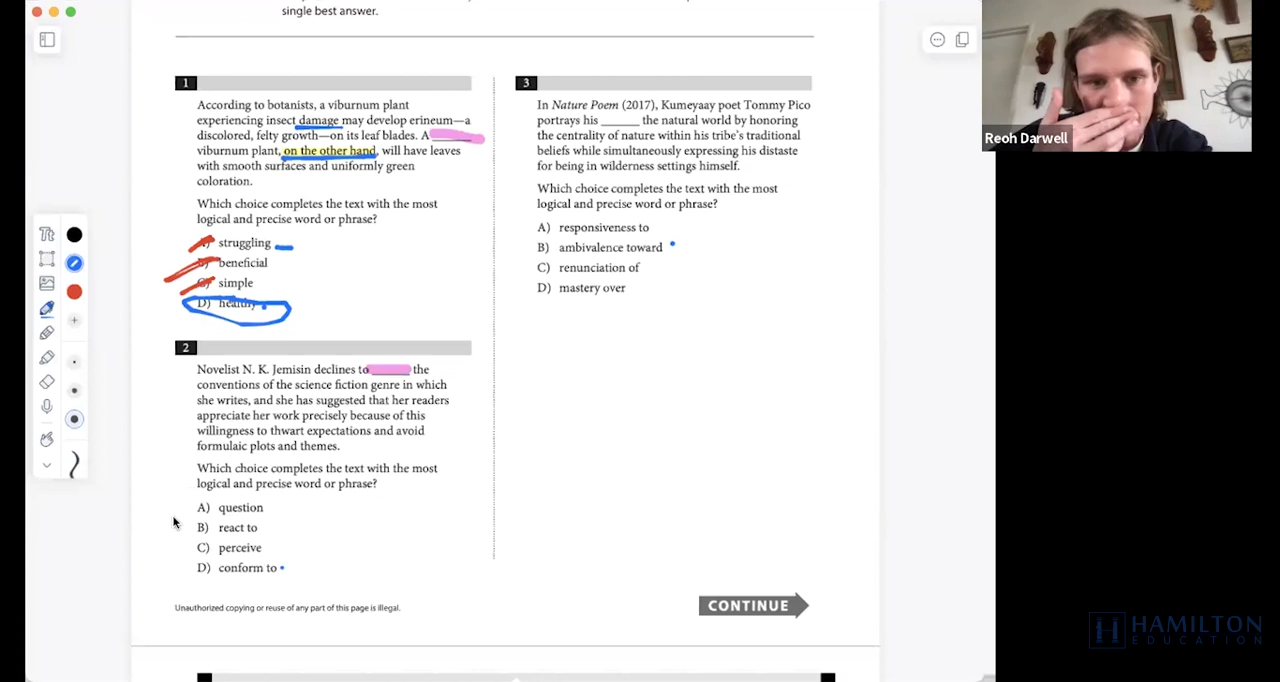 single best answer.
1
According to botanists, a viburnum plant
experiencing insect damage may develop erineum—a
discolored, felty growth—on its leaf blades. A ______
viburnum plant, on the other hand, will have leaves
with smooth surfaces and uniformly green
coloration.
Which choice completes the text with the most
logical and precise word or phrase?
A) struggling
B) beneficial
C) simple
D) healthy
2
Novelist N. K. Jemisin declines to ______ the
conventions of the science fiction genre in which
she writes, and she has suggested that her readers
appreciate her work precisely because of this
willingness to thwart expectations and avoid
formulaic plots and themes.
Which choice completes the text with the most
logical and precise word or phrase?
A) question
B) react to
C) perceive
D) conform to
Unauthorized copying or reuse of any part of this page is illegal.
3
In Nature Poem (2017), Kumeyaay poet Tommy Pico
portrays his ______ the natural world by honoring
the centrality of nature within his tribe's traditional
beliefs while simultaneously expressing his distaste
for being in wilderness settings himself.
Which choice completes the text with the most
logical and precise word or phrase?
A) responsiveness to
B) ambivalence toward
C) renunciation of
D) mastery over
CONTINUE
Reoh Darwell
Tt
HAMILTON
EDUCATION